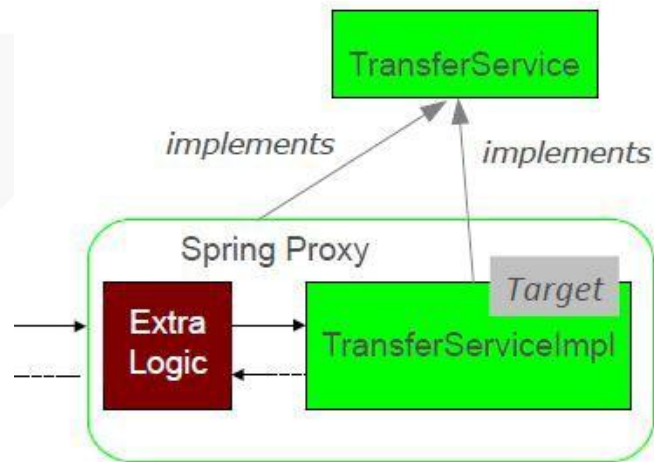 TransferService
implements
implements
Spring Proxy
Target
Extra
Logic
TransferServiceImpl